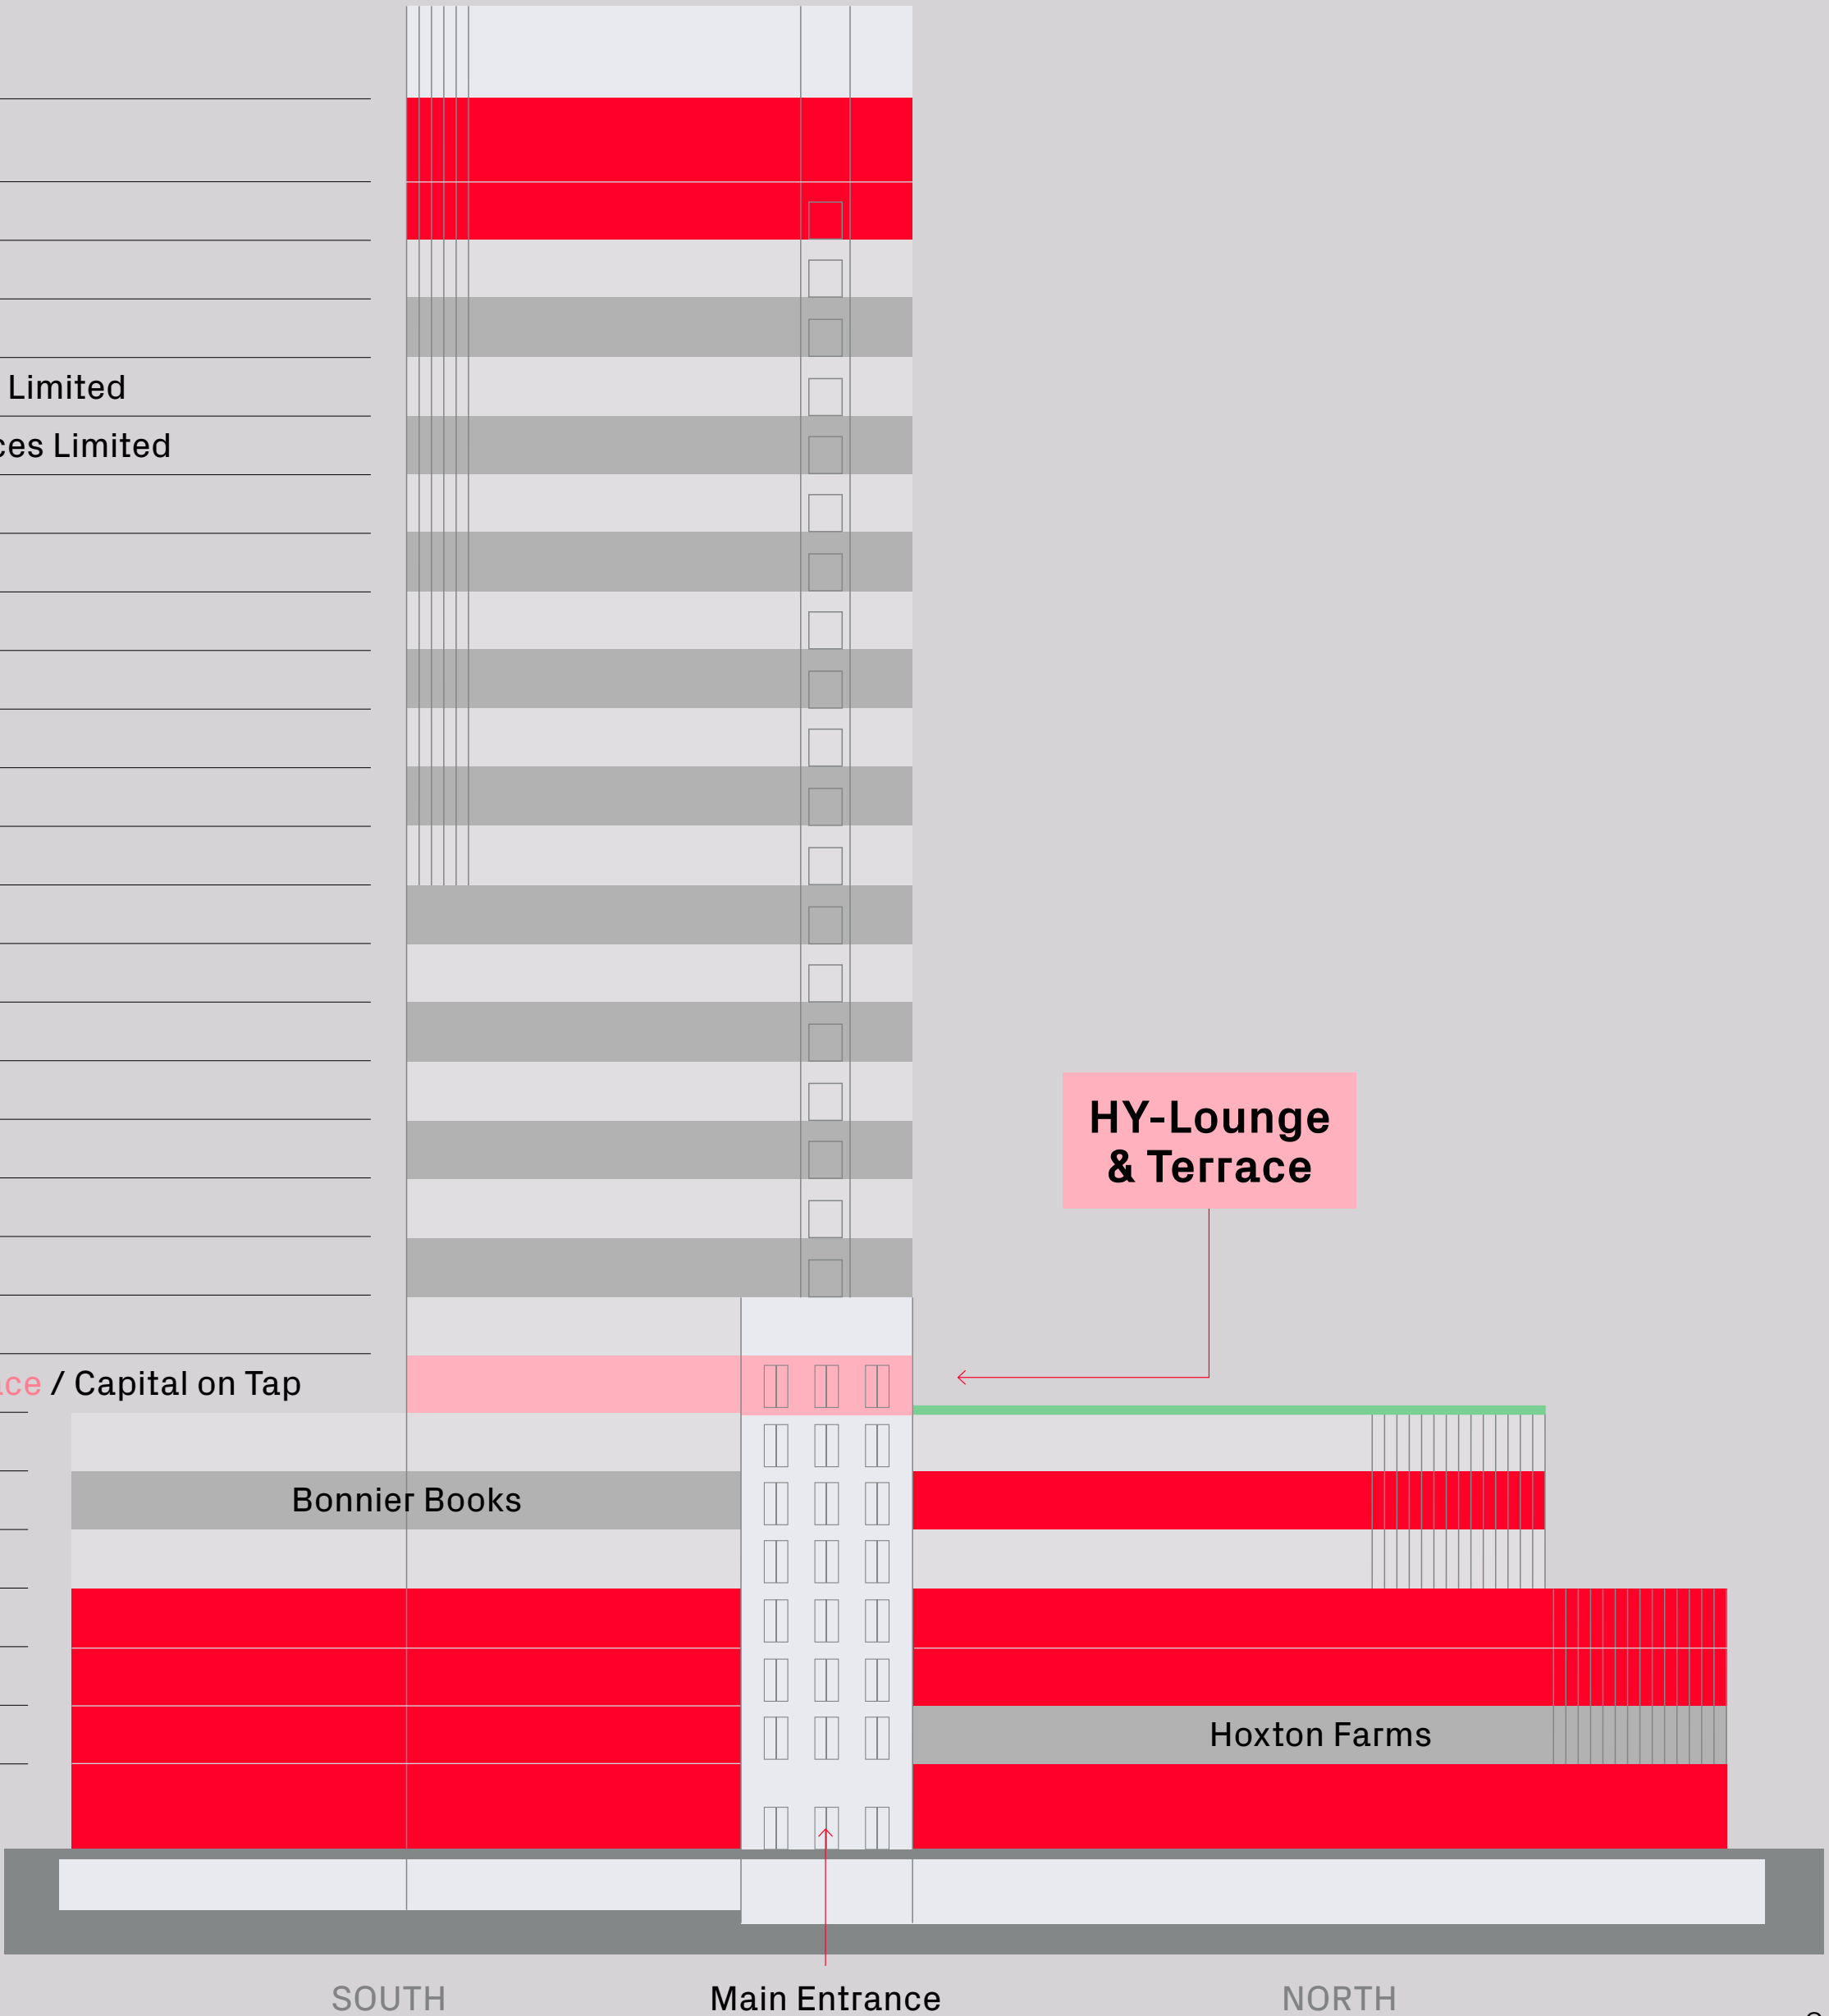 Limited
ces Limited
HY-Lounge
& Terrace
ce / Capital on Tap
Bonnier Books
Hoxton Farms
SOUTH
Main Entrance
NORTH